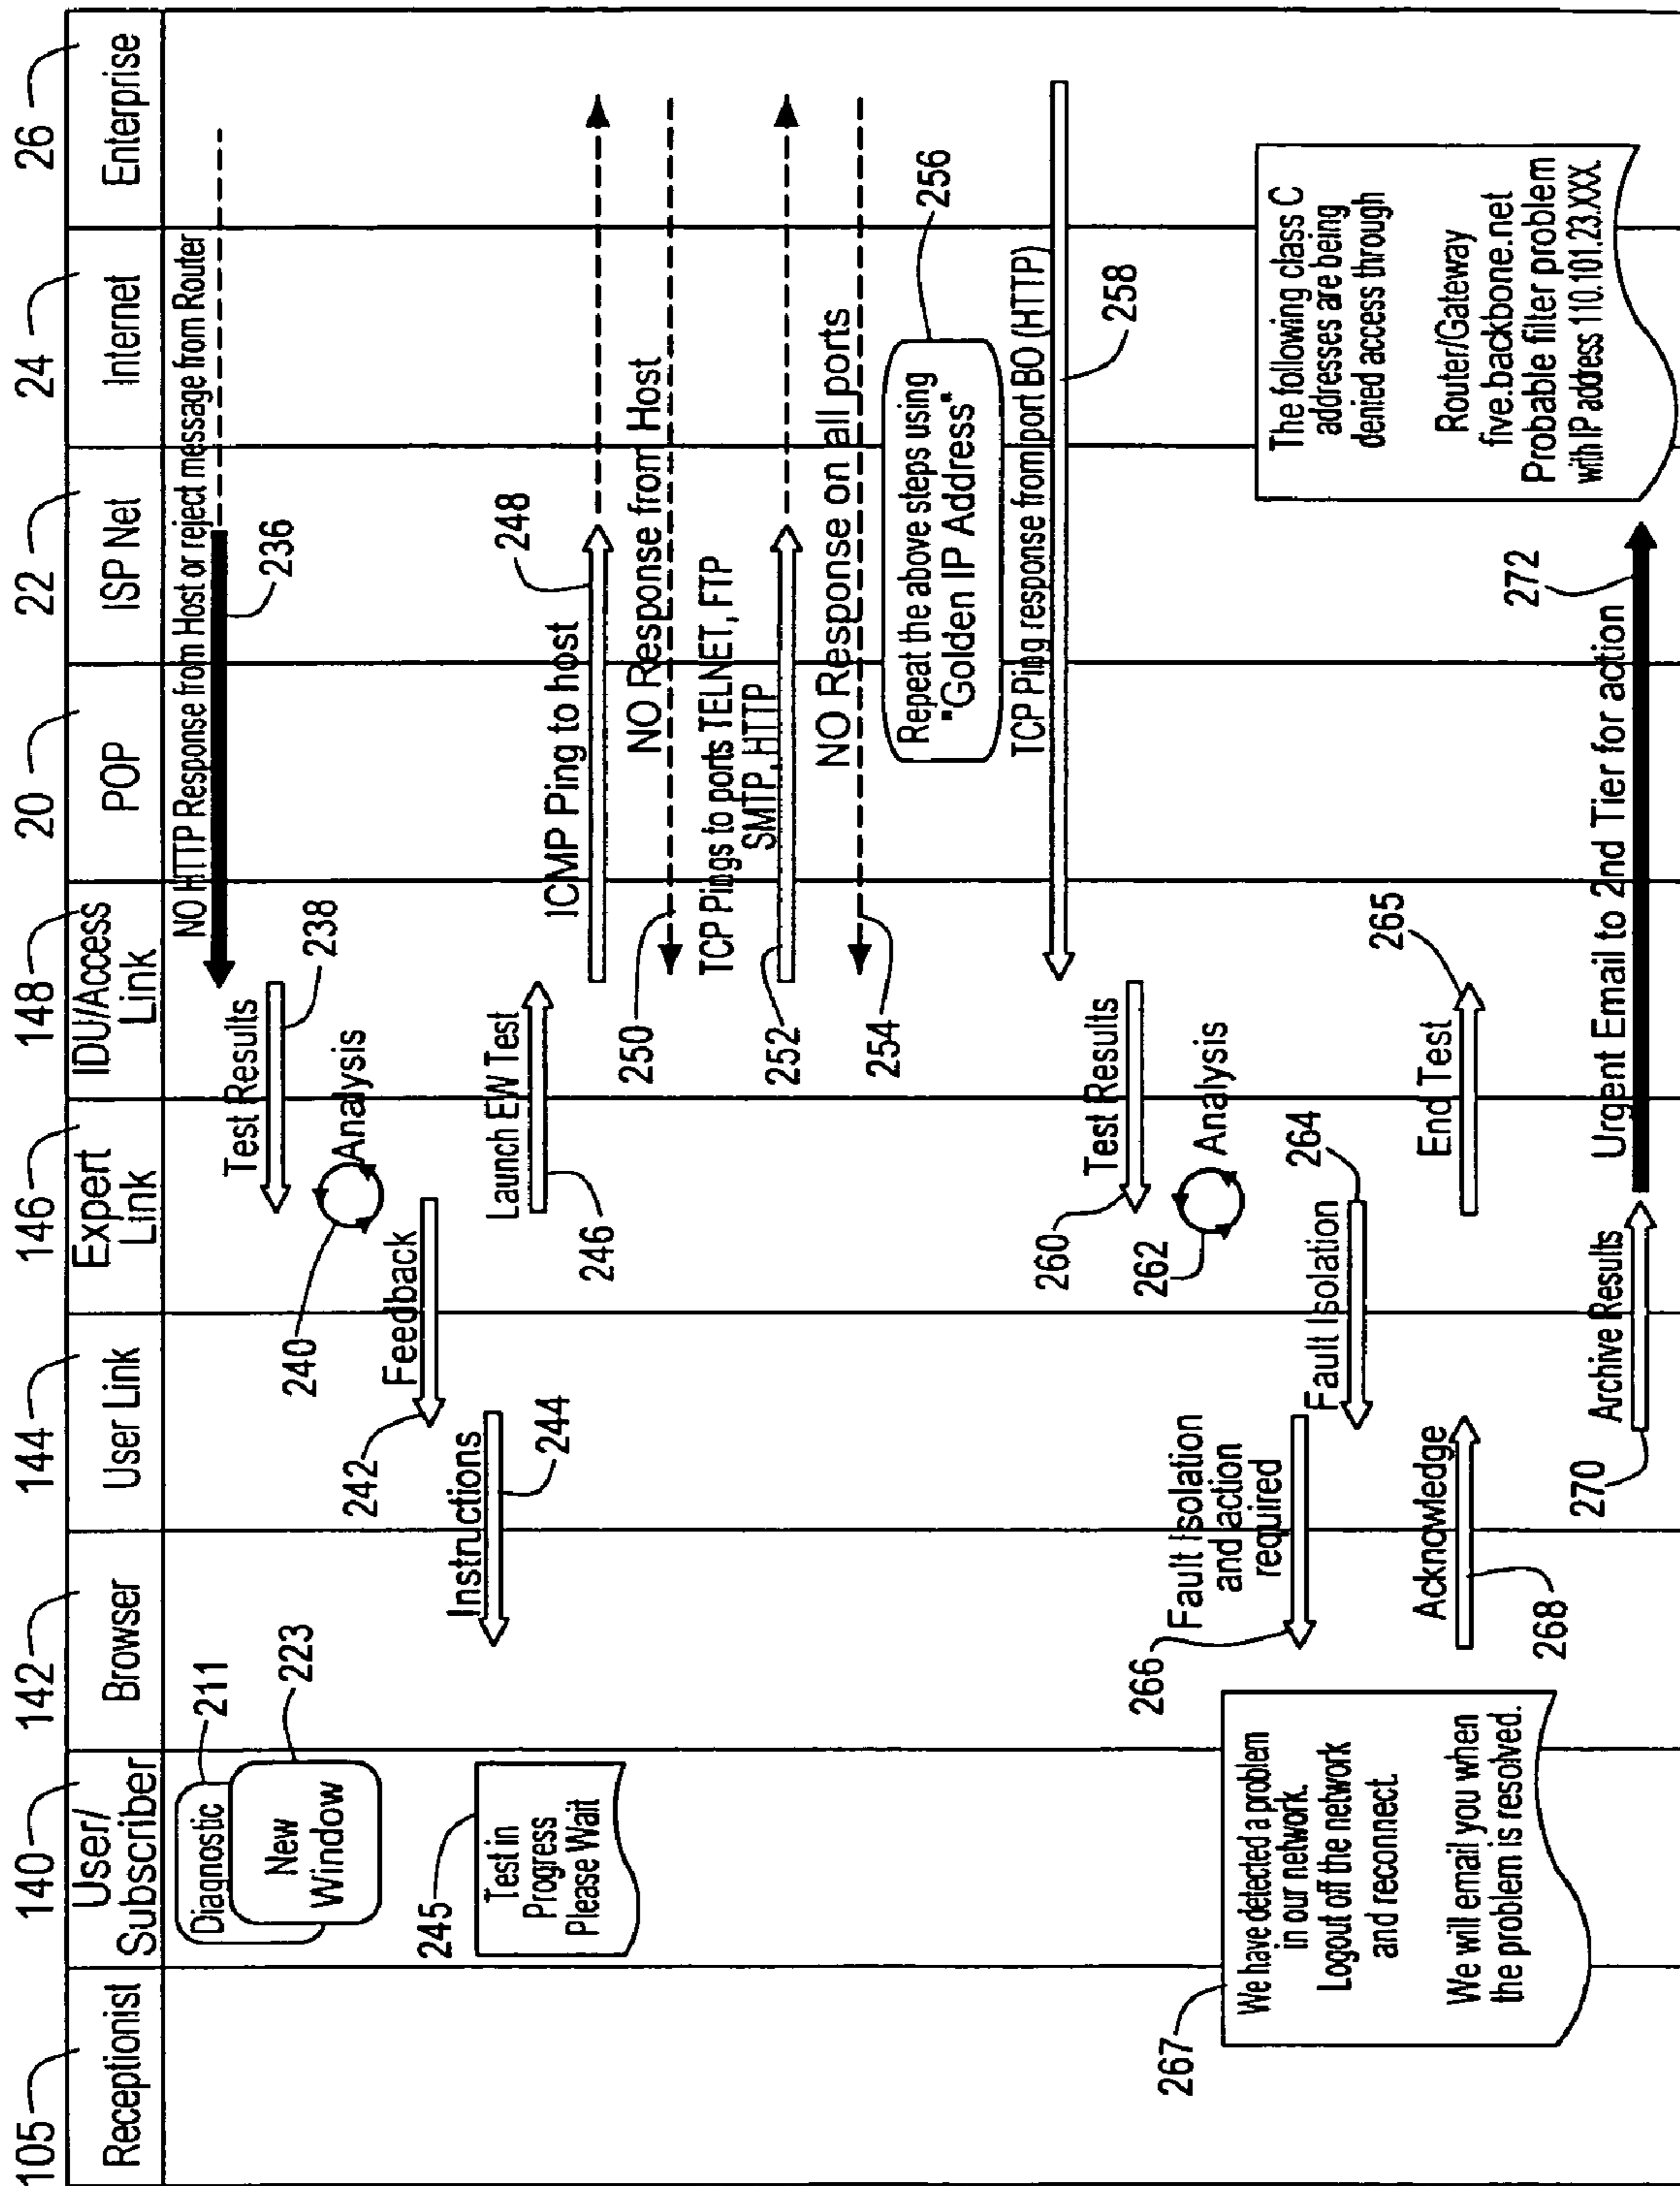 105
Receptionist
140
User/
Subscriber
142
Browser
144
User Link
146
Expert
Link
148
IDU/Access
Link
20
POP
22
ISP Net
24
Internet
26
Enterprise
Diagnostic
211
New
Window
223
NO HTTP Response from Host or reject message from Router
236
Test Results
238
Analysis
240
Feedback
242
Instructions
244
Test in
Progress
Please Wait
245
Launch EW Test
246
ICMP Ping to host
248
NO Response from Host
250
TCP Pings to ports TELNET, FTP
SMTP, HTTP
252
NO Response on all ports
254
Repeat the above steps using
"Golden IP Address"
256
TCP Ping response from port BO (HTTP)
258
Test Results
260
Analysis
262
Fault Isolation
264
End Test
265
Fault Isolation
and action
required
266
We have detected a problem
in our network.
Logout off the network
and reconnect.
We will email you when
the problem is resolved.
267
Acknowledge
268
Archive Results
270
Urgent Email to 2nd Tier for action
272
The following class C
addresses are being
denied access through
Router/Gateway
five.backbone.net
Probable filter problem
with IP address 110.101.23.XXX.